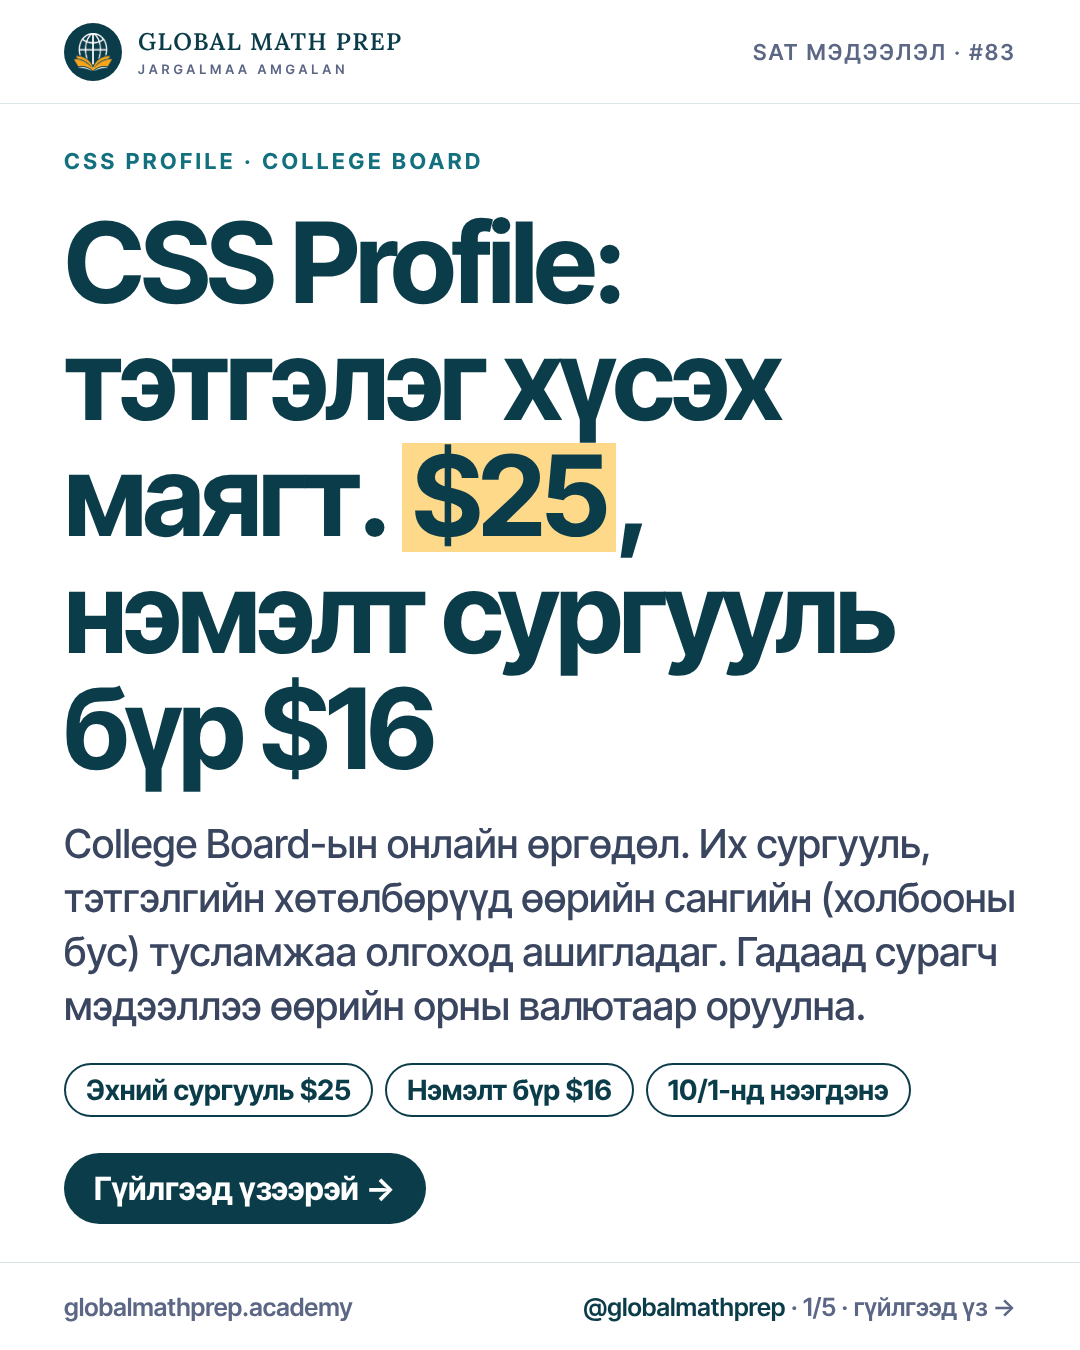 GLOBAL MATH PREP
JARGALMAA AMGALAN
SAT МЭДЭЭЛЭЛ · #83
CSS PROFILE · COLLEGE BOARD
CSS Profile:
тэтгэлэг хүсэх
маягт. $25,
нэмэлт сургууль
бүр $16
College Board-ын онлайн өргөдөл. Их сургууль,
тэтгэлгийн хөтөлбөрүүд өөрийн сангийн (холбооны
бус) тусламжаа олгоход ашигладаг. Гадаад сурагч
мэдээллээ өөрийн орны валютаар оруулна.
Эхний сургууль $25
Нэмэлт бүр $16
10/1-нд нээгдэнэ
Гүйлгээд үзээрэй →
globalmathprep.academy
@globalmathprep · 1/5 · гүйлгээд үз →